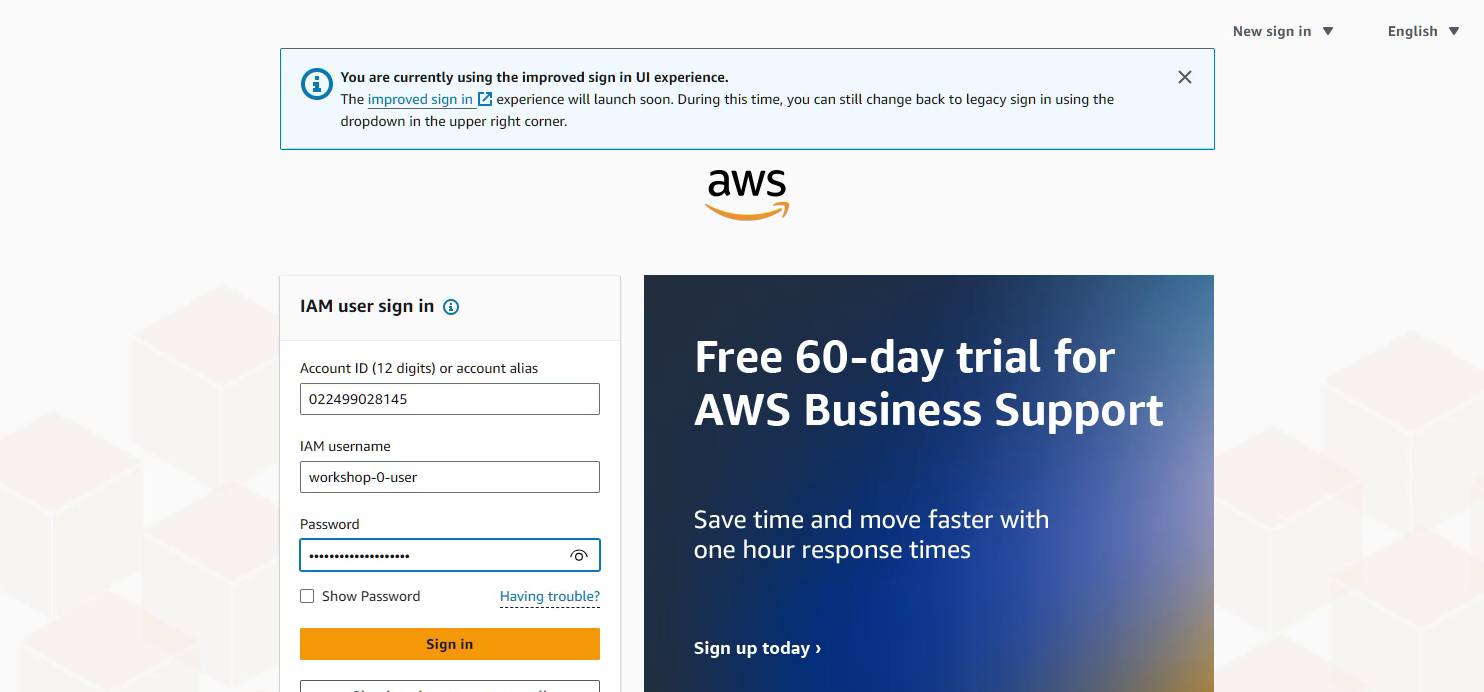 New sign in
English
You are currently using the improved sign in UI experience.
The improved sign in experience will launch soon. During this time, you can still change back to legacy sign in using the
dropdown in the upper right corner.
aws
IAM user sign in
Account ID (12 digits) or account alias
022499028145
IAM username
workshop-0-user
Password
••••••••••••••••••••
Show Password
Having trouble?
Sign in
Free 60-day trial for
AWS Business Support
Save time and move faster with
one hour response times
Sign up today ›